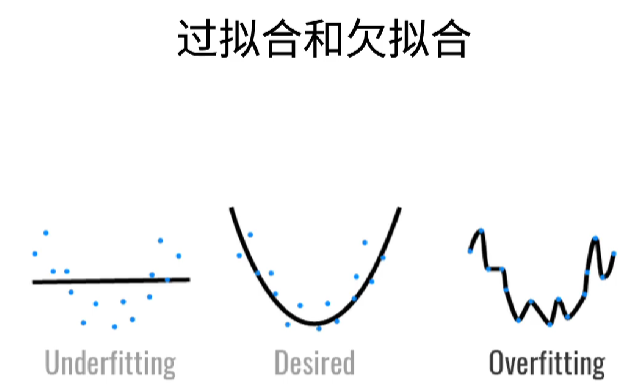 过拟合和欠拟合
Underfitting
Desired
Overfitting